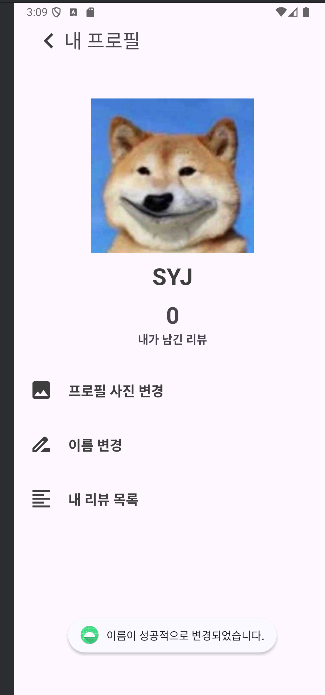 3:09
내 프로필
SYJ
0
내가 남긴 리뷰
프로필 사진 변경
이름 변경
내 리뷰 목록
이름이 성공적으로 변경되었습니다.